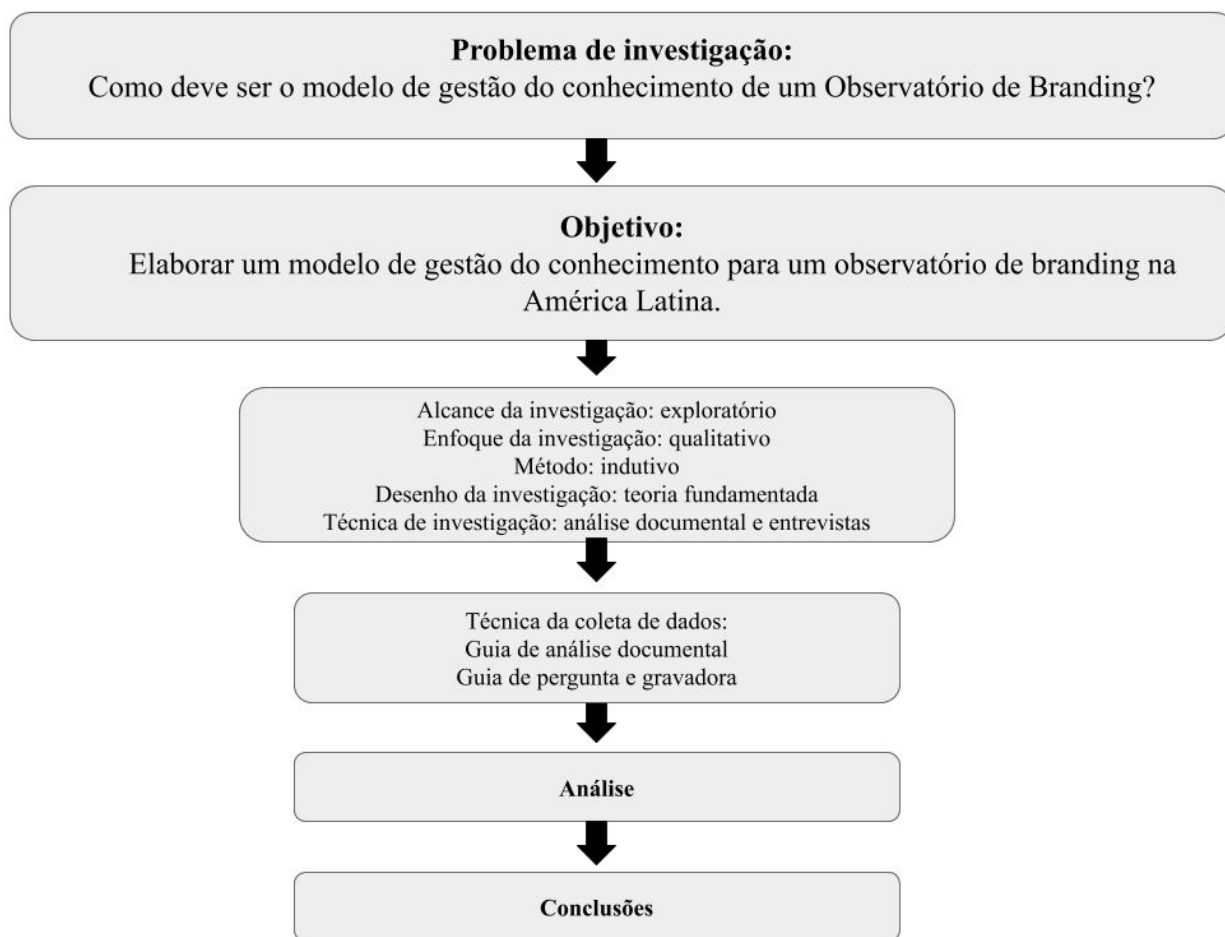 Problema de investigação:
Como deve ser o modelo de gestão do conhecimento de um Observatório de Branding?
Objetivo:
Elaborar um modelo de gestão do conhecimento para um observatório de branding na
América Latina.
Alcance da investigação: exploratório
Enfoque da investigação: qualitativo
Método: indutivo
Desenho da investigação: teoria fundamentada
Técnica de investigação: análise documental e entrevistas
Técnica da coleta de dados:
Guia de análise documental
Guia de pergunta e gravadora
Análise
Conclusões